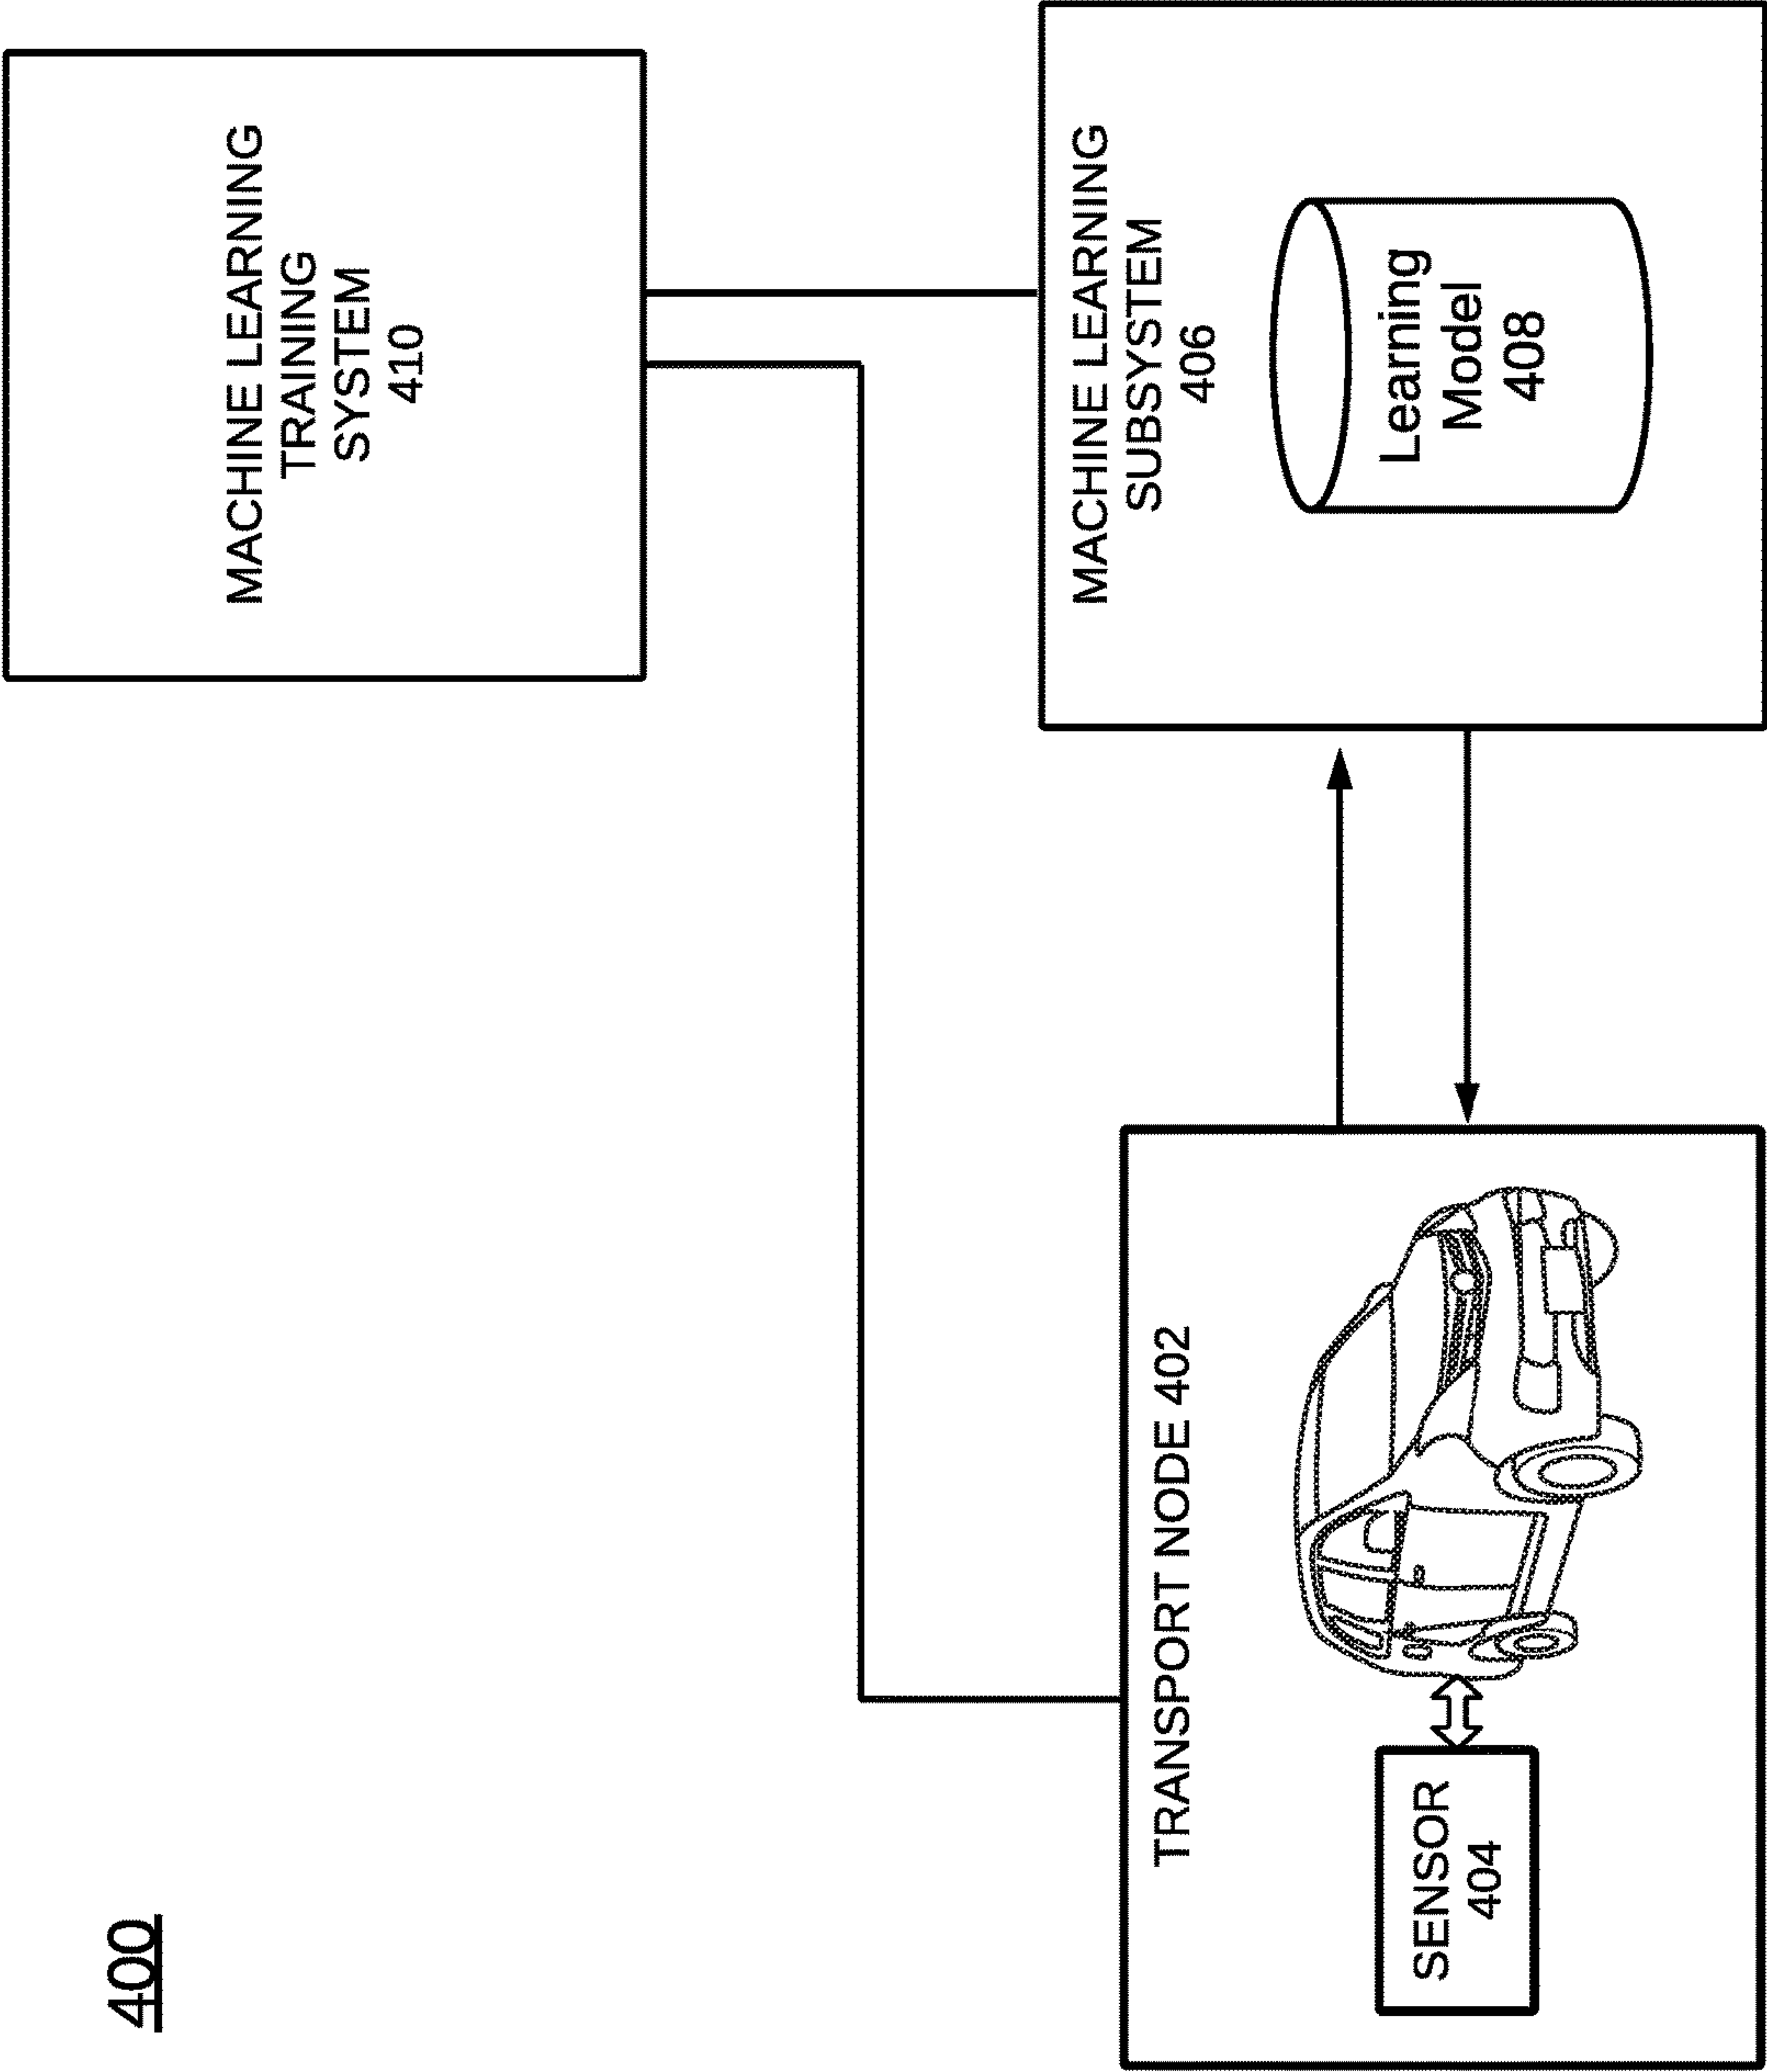 400
MACHINE LEARNING
TRAINING
SYSTEM
410
TRANSPORT NODE 402
SENSOR
404
MACHINE LEARNING
SUBSYSTEM
406
Learning
Model
408